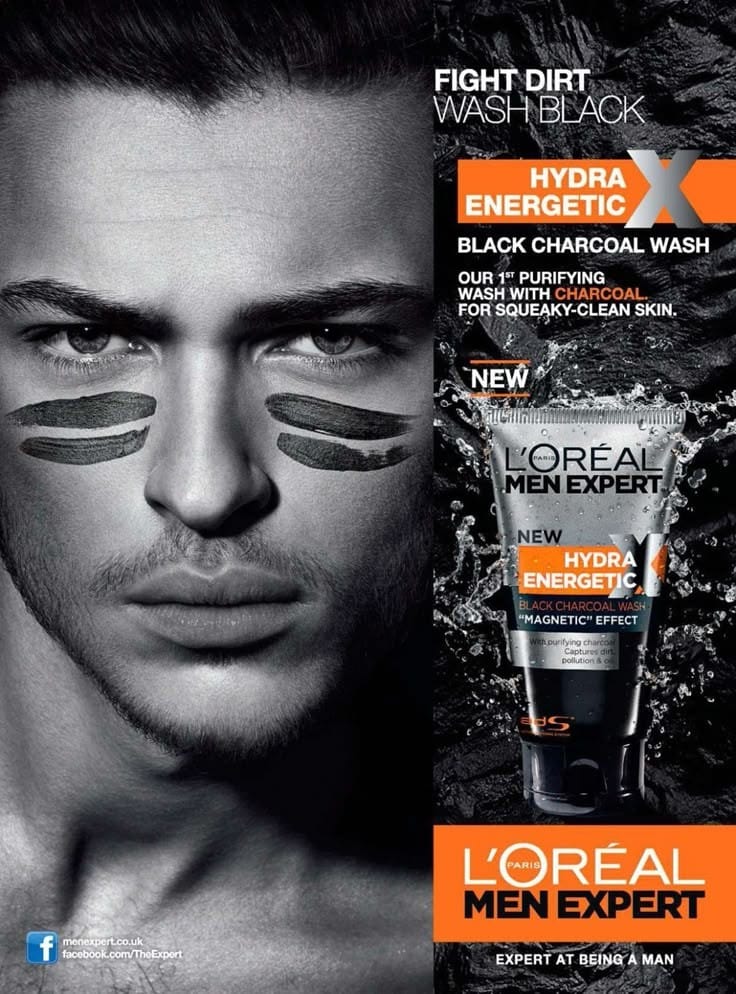 FIGHT DIRT
WASH BLACK
HYDRA X
ENERGETIC
BLACK CHARCOAL WASH
OUR 1ST PURIFYING
WASH WITH CHARCOAL.
FOR SQUEAKY-CLEAN SKIN.
NEW
L'ORÉAL
PARIS
MEN EXPERT
NEW
HYDRA X
ENERGETIC
BLACK CHARCOAL WASH
"MAGNETIC" EFFECT
With purifying charcoal
Captures dirt,
pollution & oil
adS
L'ORÉAL
PARIS
MEN EXPERT
EXPERT AT BEING A MAN
f
menexpert.co.uk
facebook.com/TheExpert